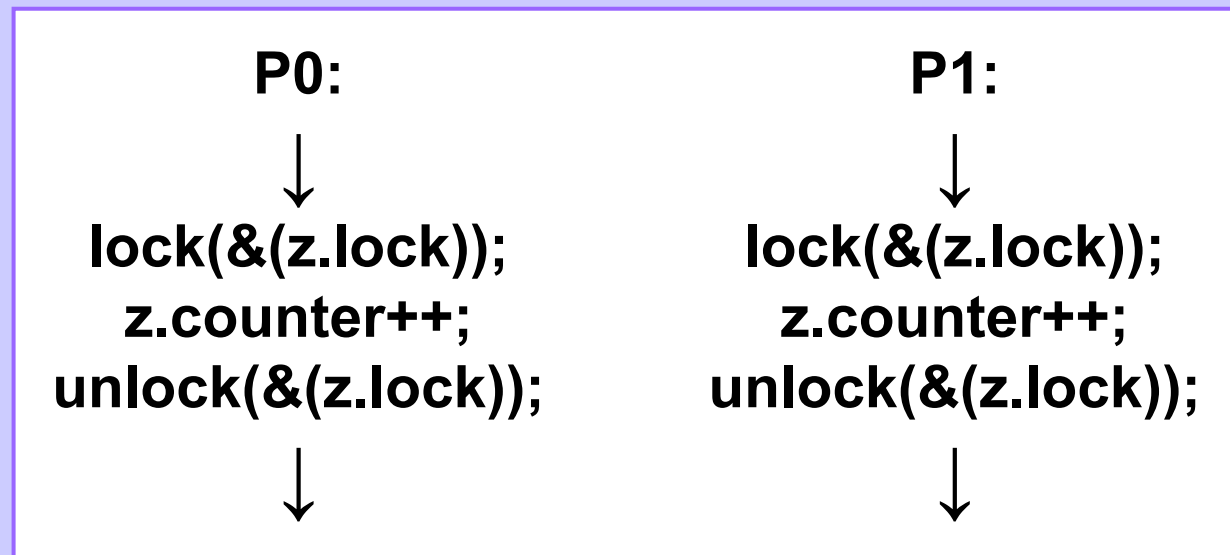 P0:
↓
lock(&(z.lock));
z.counter++;
unlock(&(z.lock));
↓
P1:
↓
lock(&(z.lock));
z.counter++;
unlock(&(z.lock));
↓